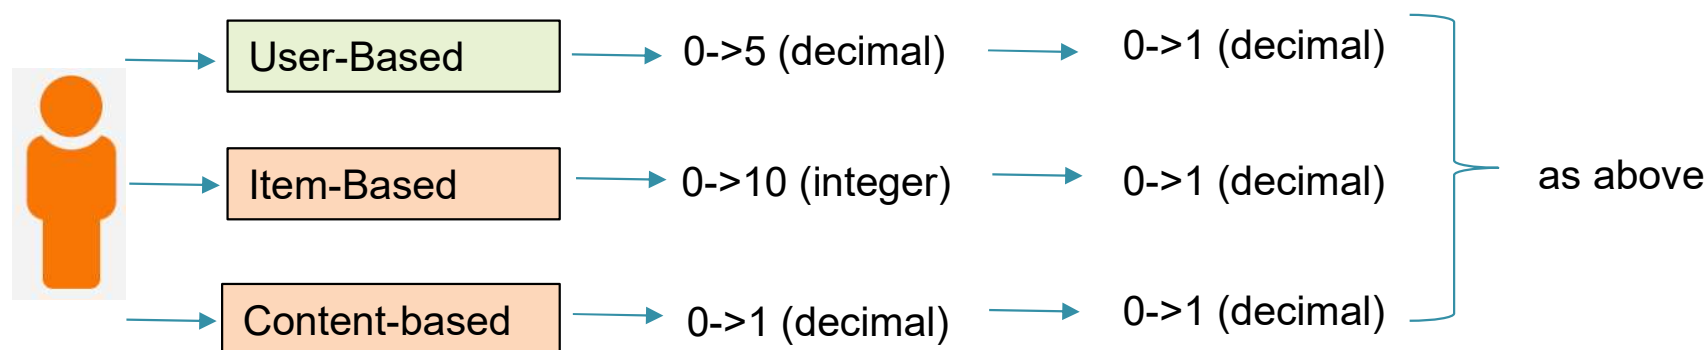 User-Based 0->5 (decimal) 0->1 (decimal)
Item-Based 0->10 (integer) 0->1 (decimal) as above
Content-based 0->1 (decimal) 0->1 (decimal)